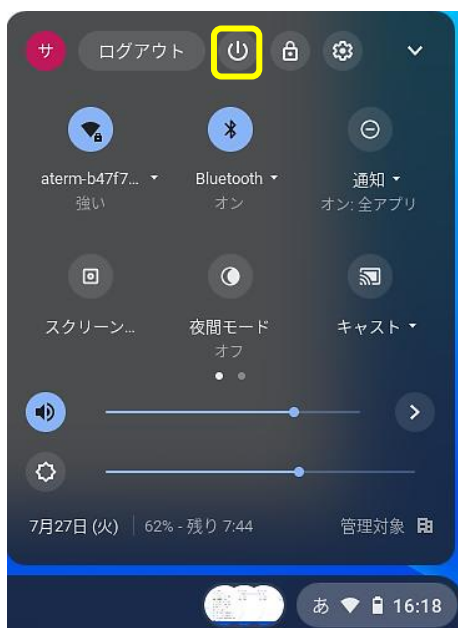 サ ログアウト
aterm-b47f7... Bluetooth 通知
強い オン オン: 全アプリ
スクリーン... 夜間モード キャスト
オフ
7月27日 (火) 62% - 残り 7:44 管理対象
あ 16:18